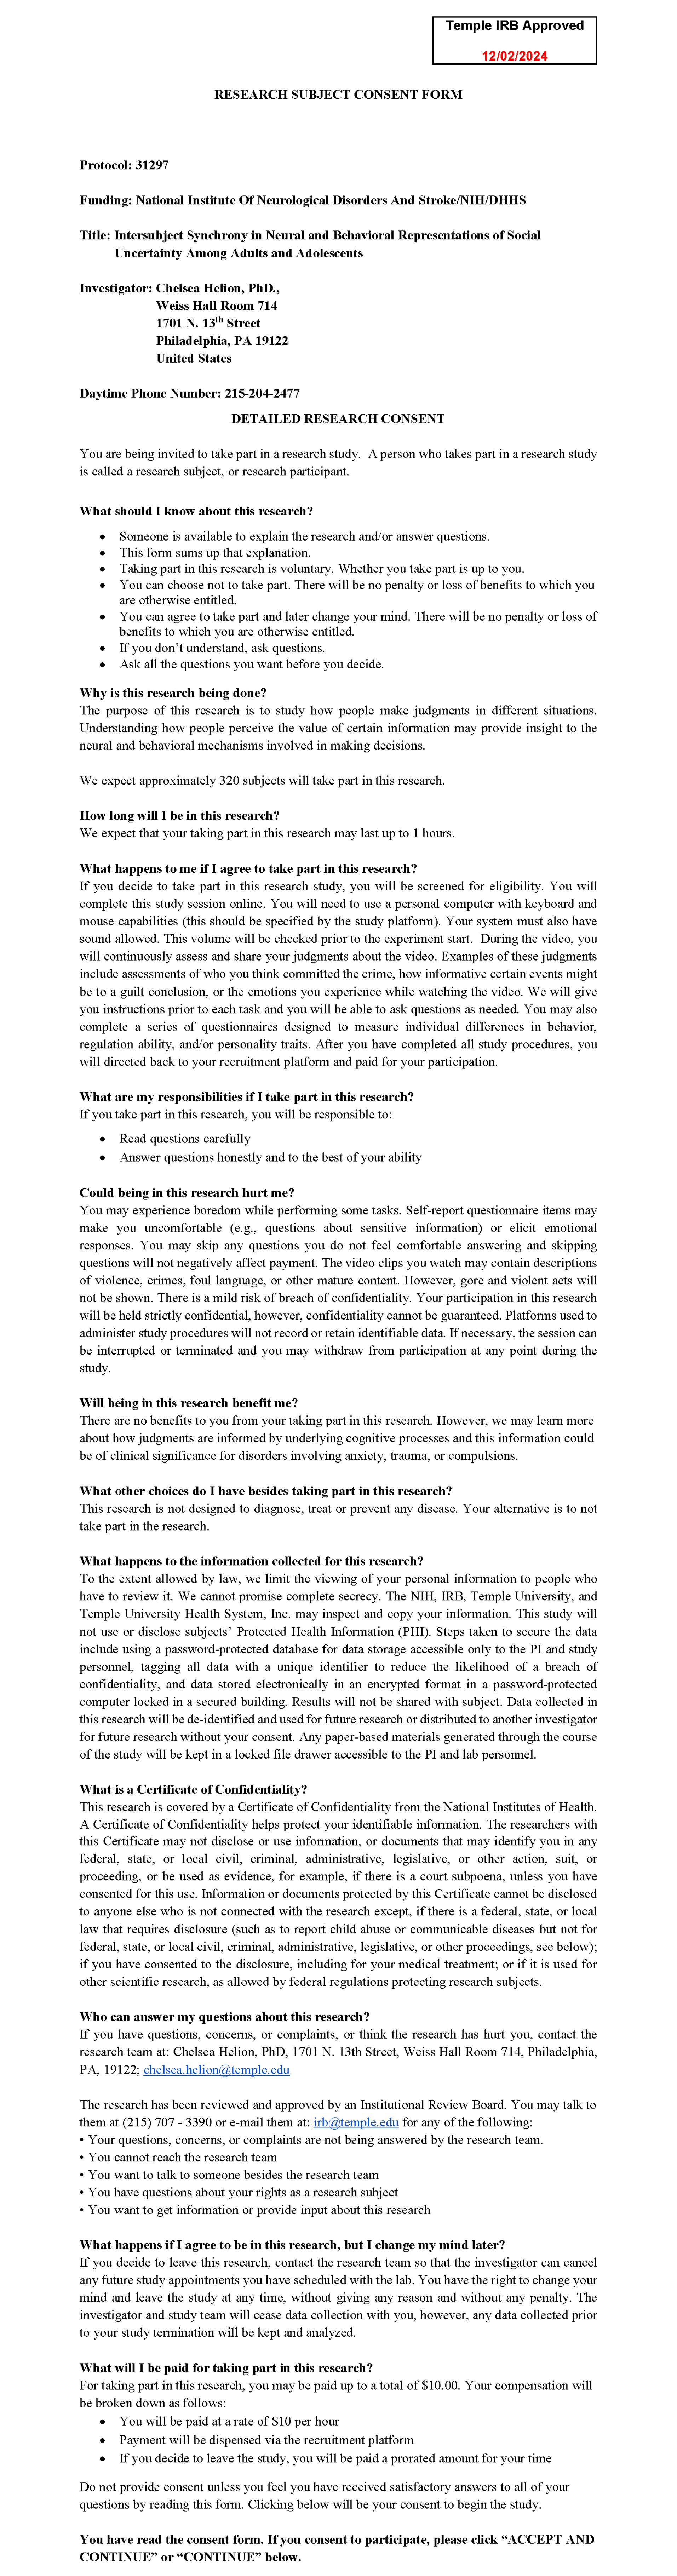 Temple IRB Approved
12/02/2024
RESEARCH SUBJECT CONSENT FORM
Protocol: 31297
Funding: National Institute Of Neurological Disorders And Stroke/NIH/DHHS
Title: Intersubject Synchrony in Neural and Behavioral Representations of Social
Uncertainty Among Adults and Adolescents
Investigator: Chelsea Helion, PhD.,
Weiss Hall Room 714
1701 N. 13th Street
Philadelphia, PA 19122
United States
Daytime Phone Number: 215-204-2477
DETAILED RESEARCH CONSENT
You are being invited to take part in a research study. A person who takes part in a research study
is called a research subject, or research participant.
What should I know about this research?
• Someone is available to explain the research and/or answer questions.
• This form sums up that explanation.
• Taking part in this research is voluntary. Whether you take part is up to you.
• You can choose not to take part. There will be no penalty or loss of benefits to which you
are otherwise entitled.
• You can agree to take part and later change your mind. There will be no penalty or loss of
benefits to which you are otherwise entitled.
• If you don't understand, ask questions.
• Ask all the questions you want before you decide.
Why is this research being done?
The purpose of this research is to study how people make judgments in different situations.
Understanding how people perceive the value of certain information may provide insight to the
neural and behavioral mechanisms involved in making decisions.
We expect approximately 320 subjects will take part in this research.
How long will I be in this research?
We expect that your taking part in this research may last up to 1 hours.
What happens to me if I agree to take part in this research?
If you decide to take part in this research study, you will be screened for eligibility. You will
complete this study session online. You will need to use a personal computer with keyboard and
mouse capabilities (this should be specified by the study platform). Your system must also have
sound allowed. This volume will be checked prior to the experiment start. During the video, you
will continuously assess and share your judgments about the video. Examples of these judgments
include assessments of who you think committed the crime, how informative certain events might
be to a guilt conclusion, or the emotions you experience while watching the video. We will give
you instructions prior to each task and you will be able to ask questions as needed. You may also
complete a series of questionnaires designed to measure individual differences in behavior,
regulation ability, and/or personality traits. After you have completed all study procedures, you
will directed back to your recruitment platform and paid for your participation.
What are my responsibilities if I take part in this research?
If you take part in this research, you will be responsible to:
• Read questions carefully
• Answer questions honestly and to the best of your ability
Could being in this research hurt me?
You may experience boredom while performing some tasks. Self-report questionnaire items may
make you uncomfortable (e.g., questions about sensitive information) or elicit emotional
responses. You may skip any questions you do not feel comfortable answering and skipping
questions will not negatively affect payment. The video clips you watch may contain descriptions
of violence, crimes, foul language, or other mature content. However, gore and violent acts will
not be shown. There is a mild risk of breach of confidentiality. Your participation in this research
will be held strictly confidential, however, confidentiality cannot be guaranteed. Platforms used to
administer study procedures will not record or retain identifiable data. If necessary, the session can
be interrupted or terminated and you may withdraw from participation at any point during the
study.
Will being in this research benefit me?
There are no benefits to you from your taking part in this research. However, we may learn more
about how judgments are informed by underlying cognitive processes and this information could
be of clinical significance for disorders involving anxiety, trauma, or compulsions.
What other choices do I have besides taking part in this research?
This research is not designed to diagnose, treat or prevent any disease. Your alternative is to not
take part in the research.
What happens to the information collected for this research?
To the extent allowed by law, we limit the viewing of your personal information to people who
have to review it. We cannot promise complete secrecy. The NIH, IRB, Temple University, and
Temple University Health System, Inc. may inspect and copy your information. This study will
not use or disclose subjects' Protected Health Information (PHI). Steps taken to secure the data
include using a password-protected database for data storage accessible only to the PI and study
personnel, tagging all data with a unique identifier to reduce the likelihood of a breach of
confidentiality, and data stored electronically in an encrypted format in a password-protected
computer locked in a secured building. Results will not be shared with subject. Data collected in
this research will be de-identified and used for future research or distributed to another investigator
for future research without your consent. Any paper-based materials generated through the course
of the study will be kept in a locked file drawer accessible to the PI and lab personnel.
What is a Certificate of Confidentiality?
This research is covered by a Certificate of Confidentiality from the National Institutes of Health.
A Certificate of Confidentiality helps protect your identifiable information. The researchers with
this Certificate may not disclose or use information, or documents that may identify you in any
federal, state, or local civil, criminal, administrative, legislative, or other action, suit, or
proceeding, or be used as evidence, for example, if there is a court subpoena, unless you have
consented for this use. Information or documents protected by this Certificate cannot be disclosed
to anyone else who is not connected with the research except, if there is a federal, state, or local
law that requires disclosure (such as to report child abuse or communicable diseases but not for
federal, state, or local civil, criminal, administrative, legislative, or other proceedings, see below);
if you have consented to the disclosure, including for your medical treatment; or if it is used for
other scientific research, as allowed by federal regulations protecting research subjects.
Who can answer my questions about this research?
If you have questions, concerns, or complaints, or think the research has hurt you, contact the
research team at: Chelsea Helion, PhD, 1701 N. 13th Street, Weiss Hall Room 714, Philadelphia,
PA, 19122; chelsea.helion@temple.edu
The research has been reviewed and approved by an Institutional Review Board. You may talk to
them at (215) 707 - 3390 or e-mail them at: irb@temple.edu for any of the following:
• Your questions, concerns, or complaints are not being answered by the research team.
• You cannot reach the research team
• You want to talk to someone besides the research team
• You have questions about your rights as a research subject
• You want to get information or provide input about this research
What happens if I agree to be in this research, but I change my mind later?
If you decide to leave this research, contact the research team so that the investigator can cancel
any future study appointments you have scheduled with the lab. You have the right to change your
mind and leave the study at any time, without giving any reason and without any penalty. The
investigator and study team will cease data collection with you, however, any data collected prior
to your study termination will be kept and analyzed.
What will I be paid for taking part in this research?
For taking part in this research, you may be paid up to a total of $10.00. Your compensation will
be broken down as follows:
• You will be paid at a rate of $10 per hour
• Payment will be dispensed via the recruitment platform
• If you decide to leave the study, you will be paid a prorated amount for your time
Do not provide consent unless you feel you have received satisfactory answers to all of your
questions by reading this form. Clicking below will be your consent to begin the study.
You have read the consent form. If you consent to participate, please click “ACCEPT AND
CONTINUE” or “CONTINUE” below.